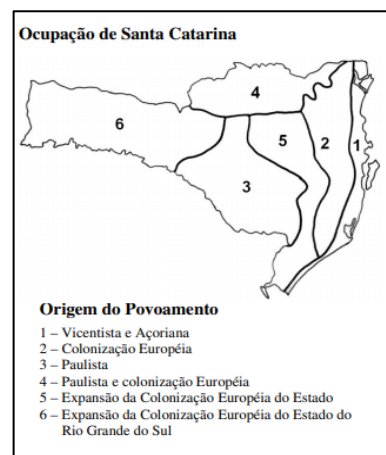 Ocupação de Santa Catarina
4
6
5
2
1
3
Origem do Povoamento
1 – Vicentista e Açoriana
2 – Colonização Européia
3 – Paulista
4 – Paulista e colonização Européia
5 – Expansão da Colonização Européia do Estado
6 – Expansão da Colonização Européia do Estado do
Rio Grande do Sul